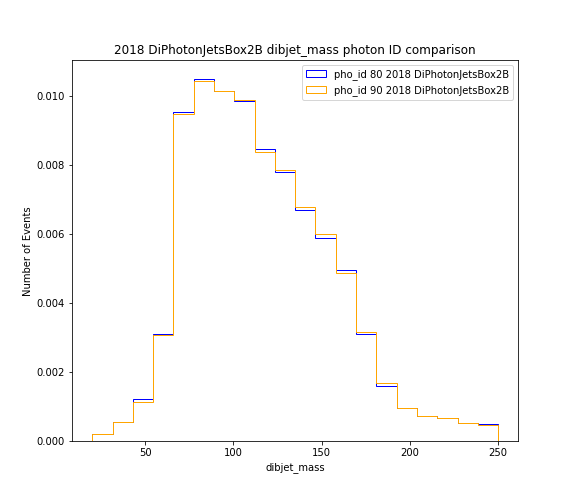 2018 DiPhotonJetsBox2B dibjet_mass photon ID comparison
pho_id 80 2018 DiPhotonJetsBox2B
pho_id 90 2018 DiPhotonJetsBox2B
Number of Events
0.010
0.008
0.006
0.004
0.002
0.000
50
100
150
200
250
dibjet_mass